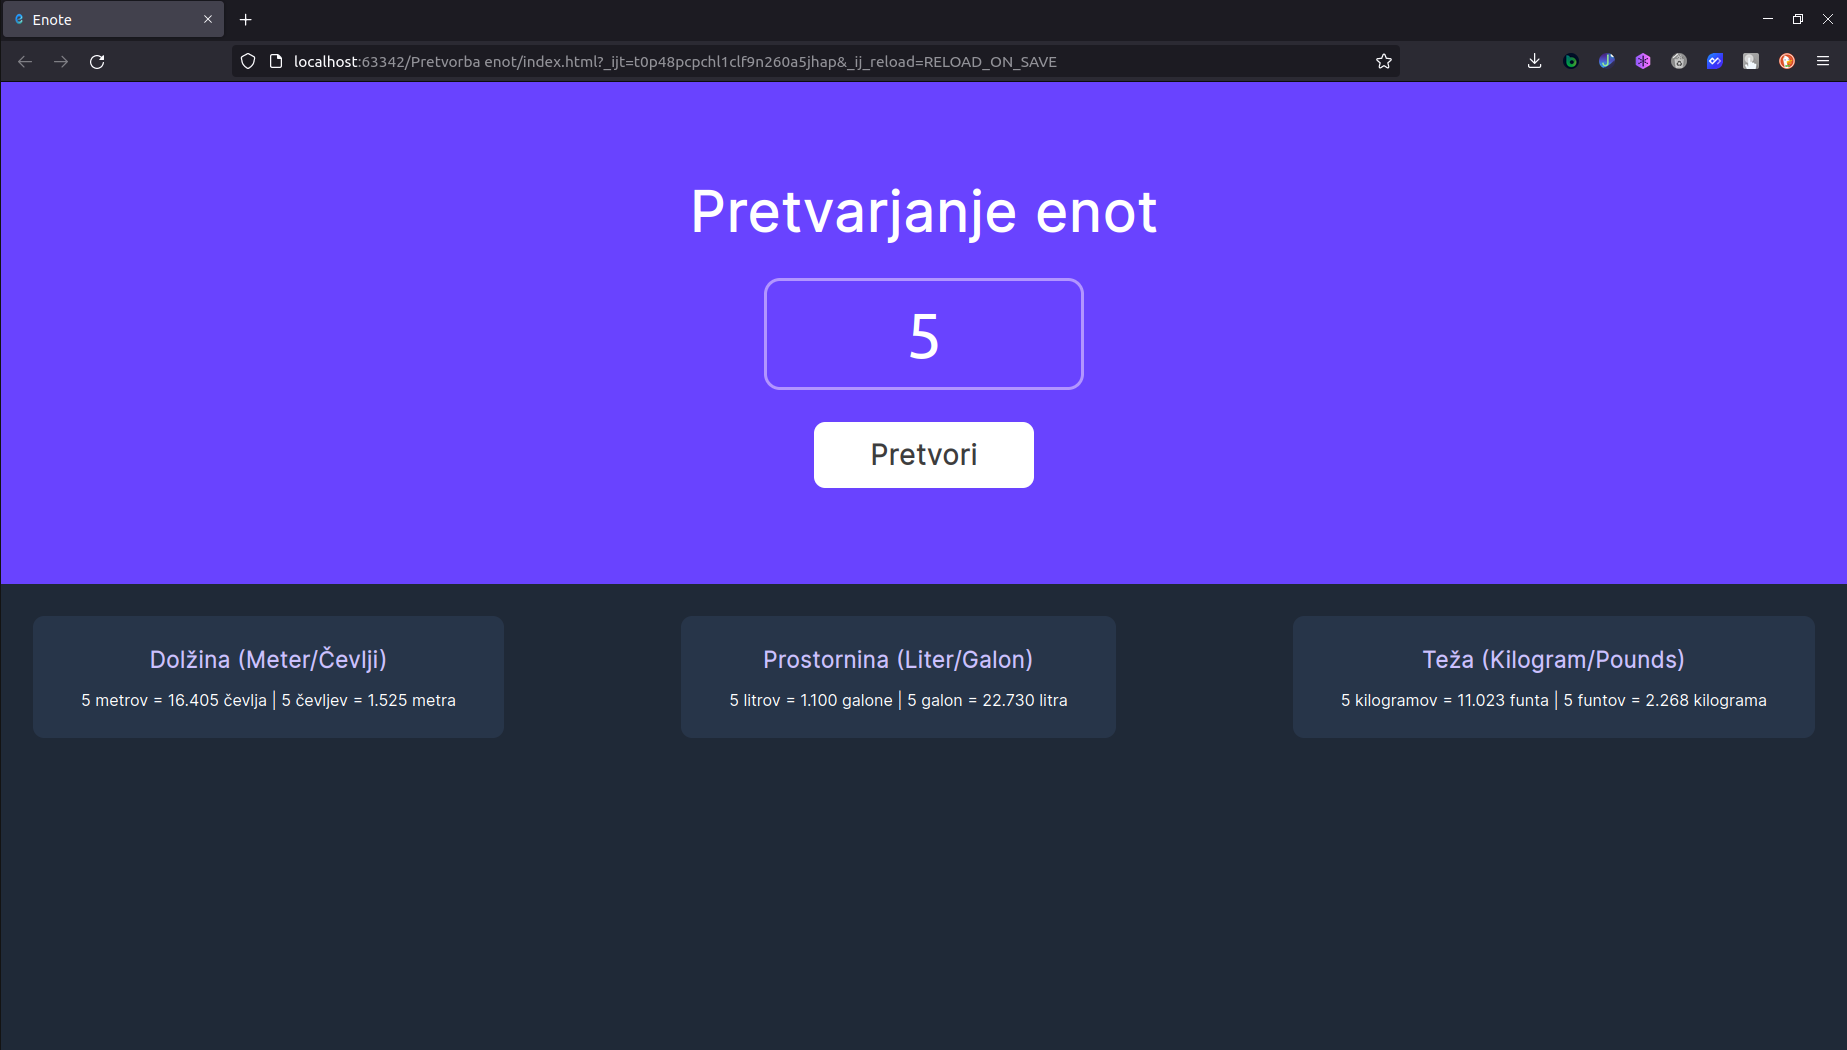 Enote
localhost:63342/Pretvorba enot/index.html?_ijt=t0p48pcpchl1clf9n260a5jhap&_ij_reload=RELOAD_ON_SAVE
Pretvarjanje enot
5
Pretvori
Dolžina (Meter/Čevlji)
5 metrov = 16.405 čevlja | 5 čevljev = 1.525 metra
Prostornina (Liter/Galon)
5 litrov = 1.100 galone | 5 galon = 22.730 litra
Teža (Kilogram/Pounds)
5 kilogramov = 11.023 funta | 5 funtov = 2.268 kilograma